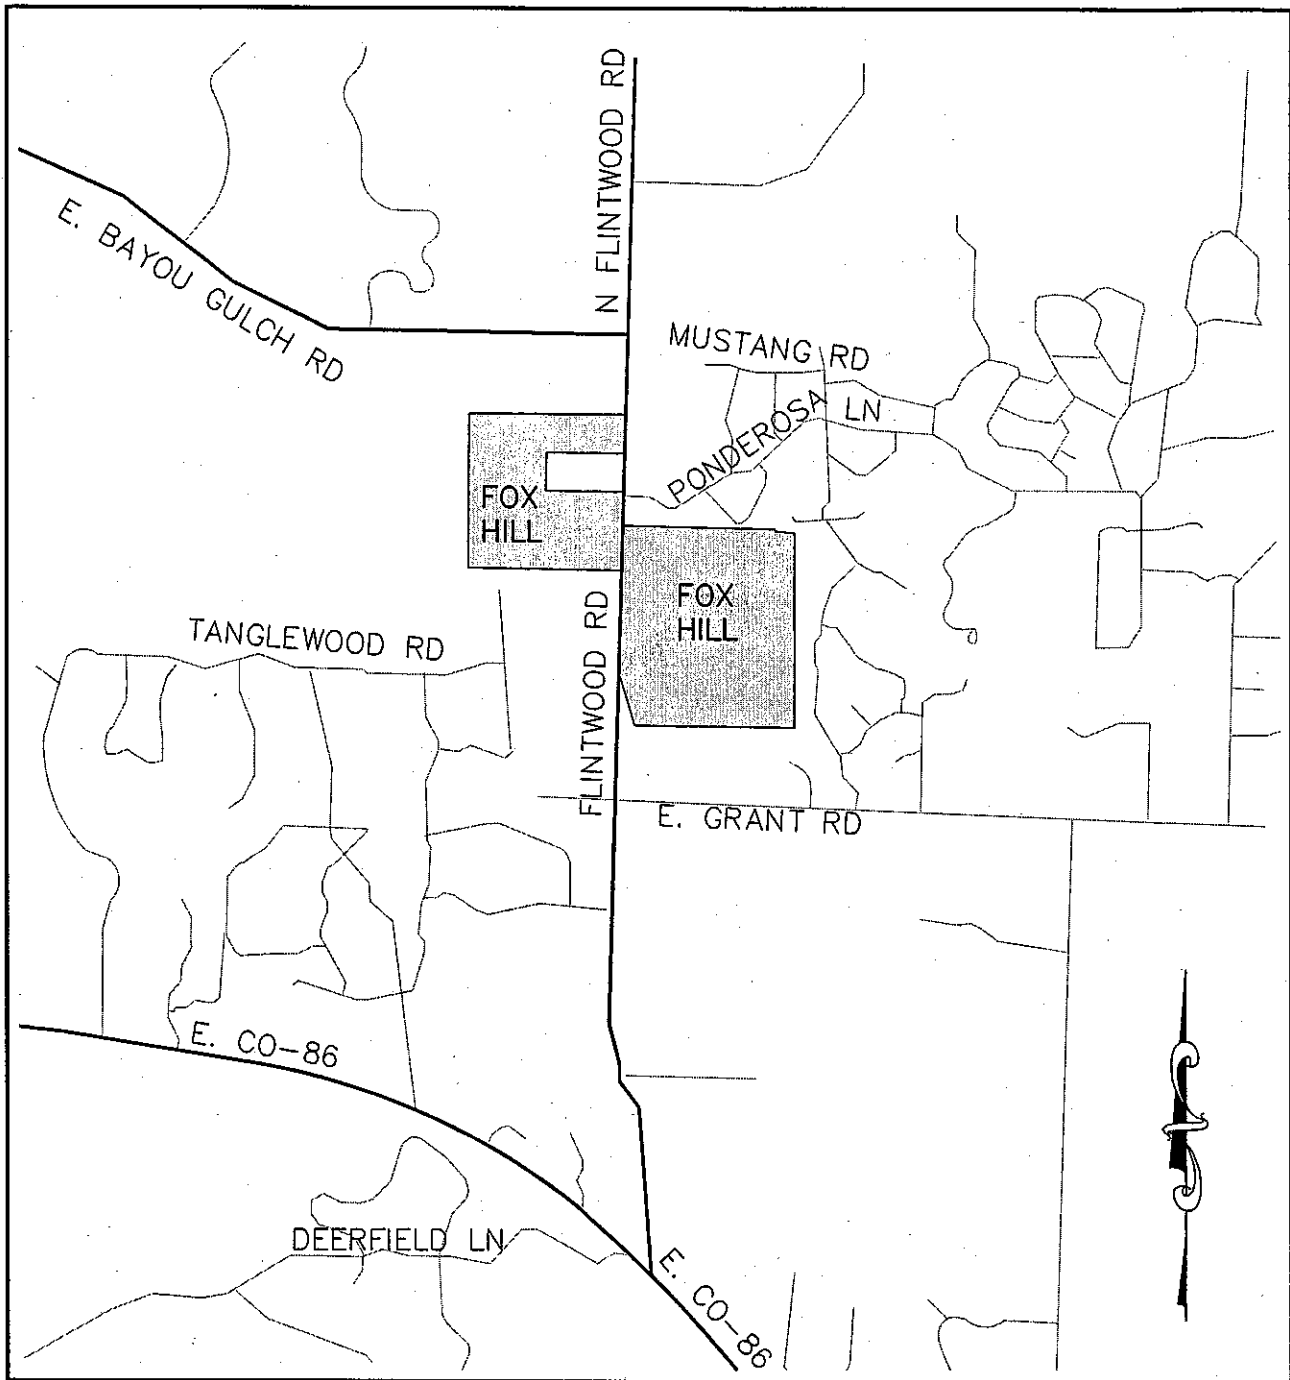 N FLINTWOOD RD
E. BAYOU GULCH RD
MUSTANG RD
PONDEROSA LN
FOX
HILL
FOX
HILL
TANGLEWOOD RD
FLINTWOOD RD
E. GRANT RD
E. CO-86
DEERFIELD LN
E. CO-86